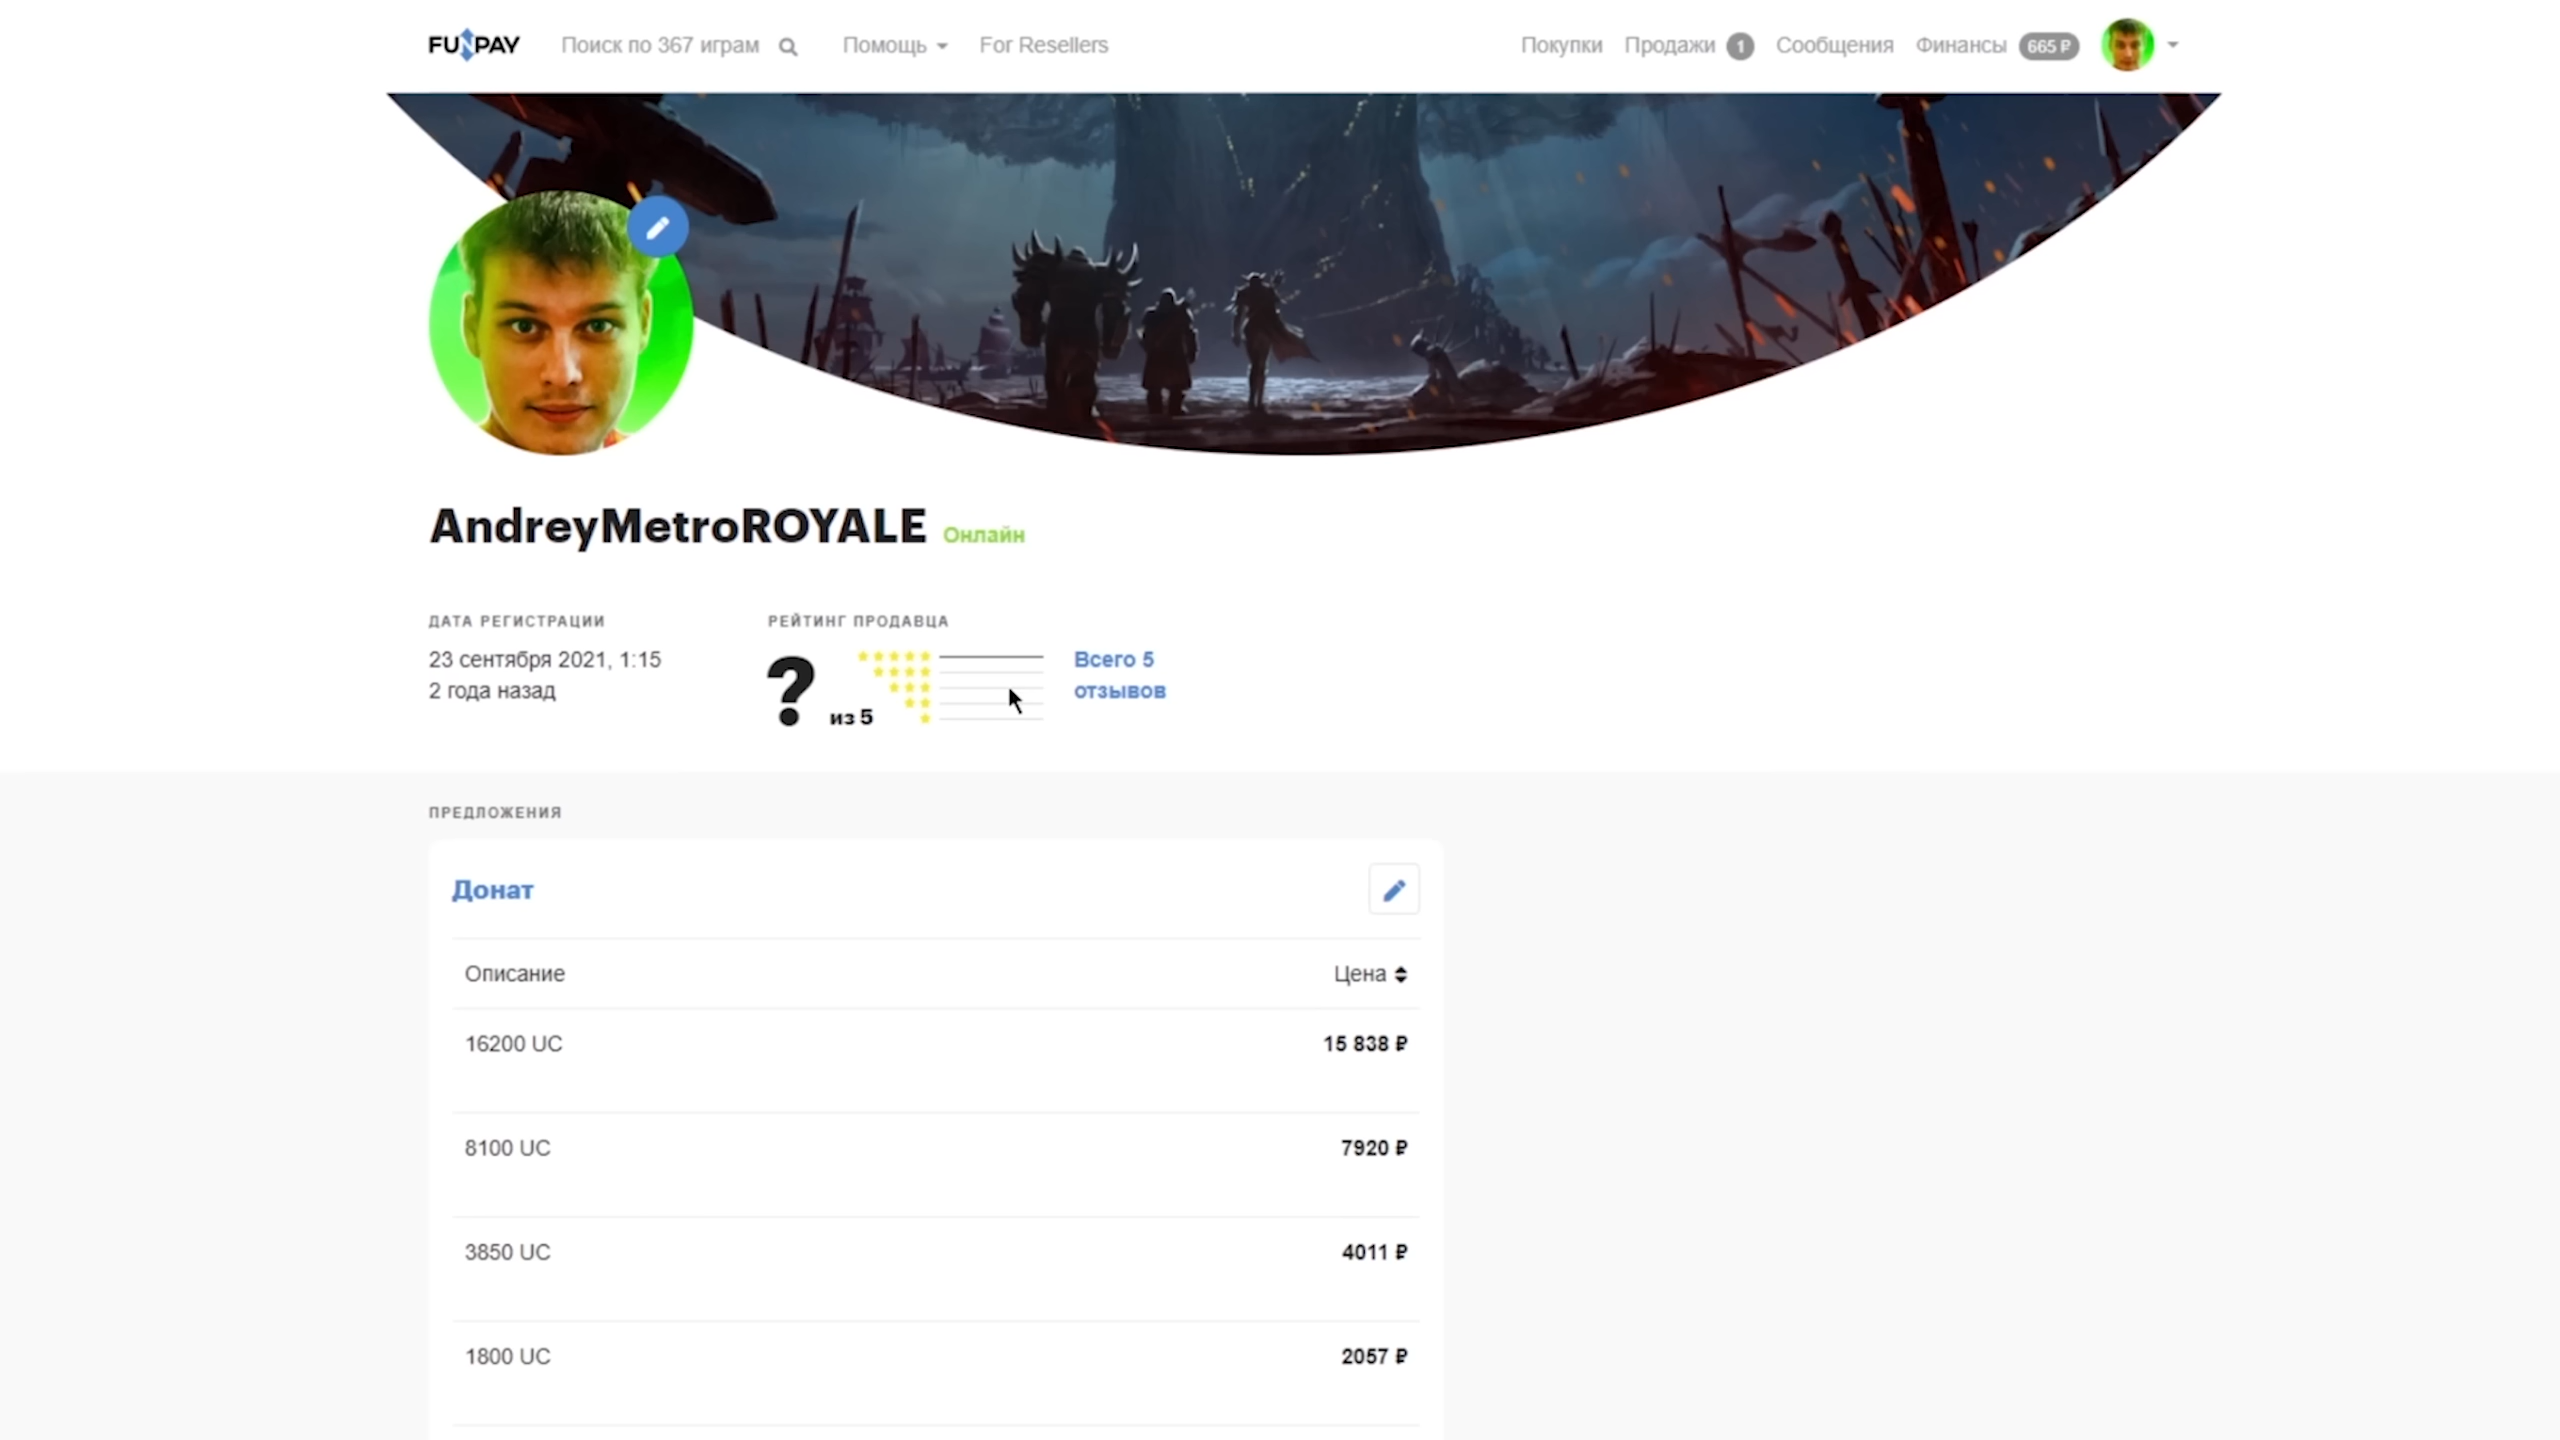 FUNPAY Поиск по 367 играм Помощь For Resellers Покупки Продажи 1 Сообщения Финансы 665 ₽
AndreyMetroROYALE Онлайн
ДАТА РЕГИСТРАЦИИ
23 сентября 2021, 1:15
2 года назад
РЕЙТИНГ ПРОДАВЦА
? из 5
Всего 5
отзывов
ПРЕДЛОЖЕНИЯ
Донат
Описание Цена
16200 UC 15 838 ₽
8100 UC 7920 ₽
3850 UC 4011 ₽
1800 UC 2057 ₽